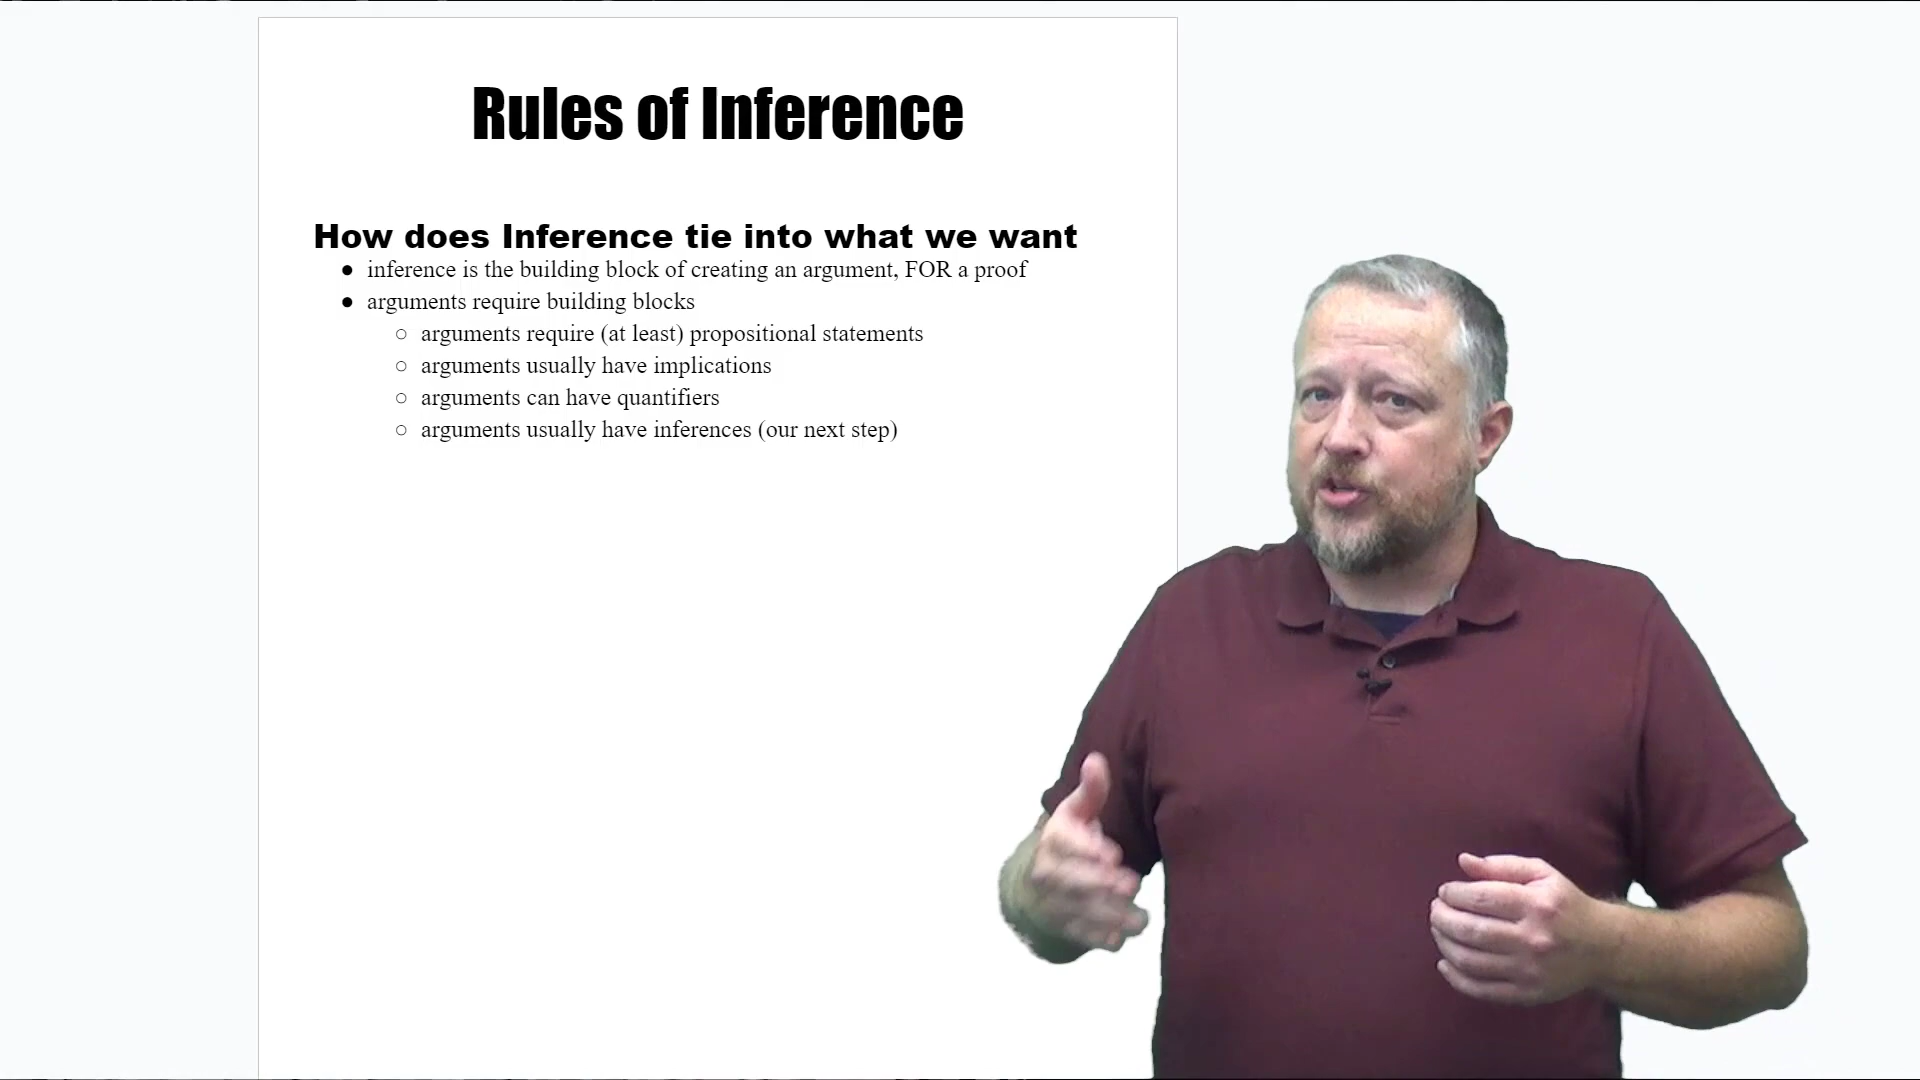 Rules of Inference
How does Inference tie into what we want
● inference is the building block of creating an argument, FOR a proof
● arguments require building blocks
○ arguments require (at least) propositional statements
○ arguments usually have implications
○ arguments can have quantifiers
○ arguments usually have inferences (our next step)